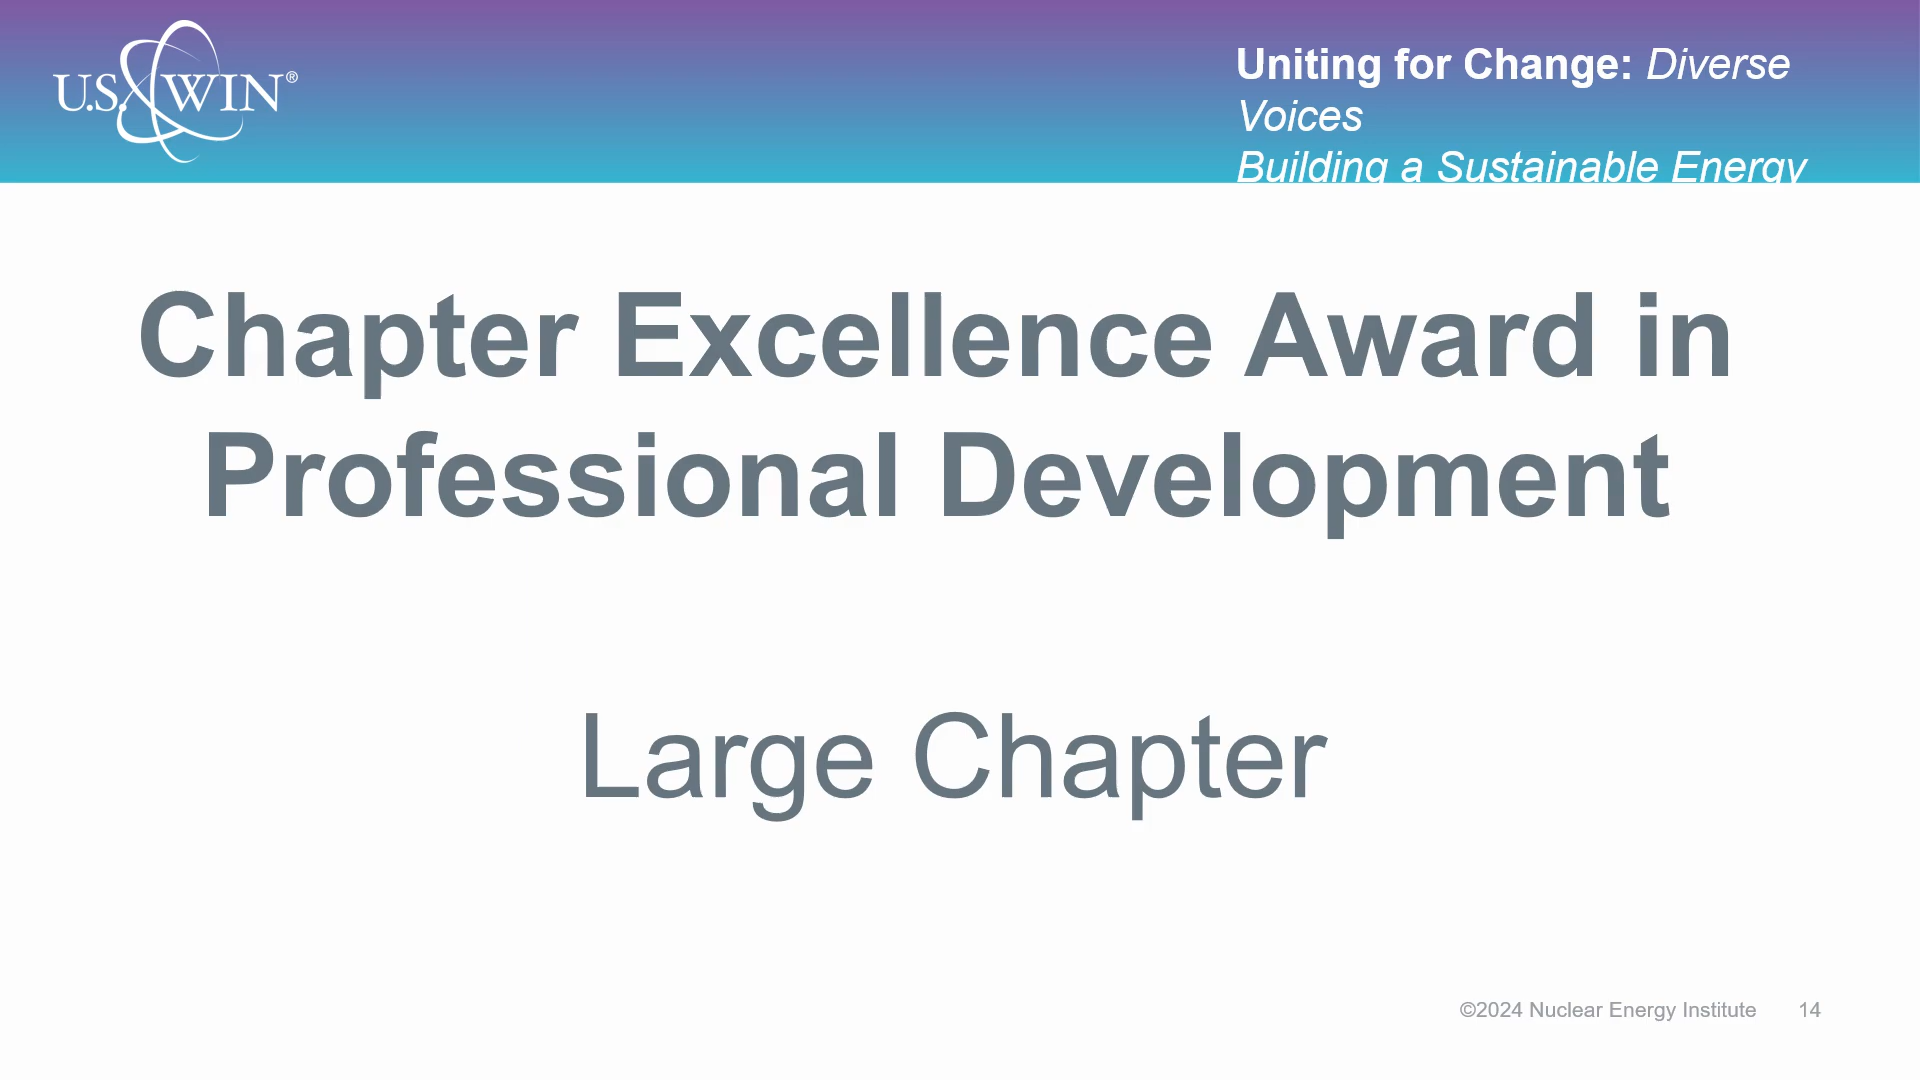 U.S. WIN®
Uniting for Change: Diverse
Voices
Building a Sustainable Energy
Chapter Excellence Award in
Professional Development
Large Chapter
©2024 Nuclear Energy Institute 14